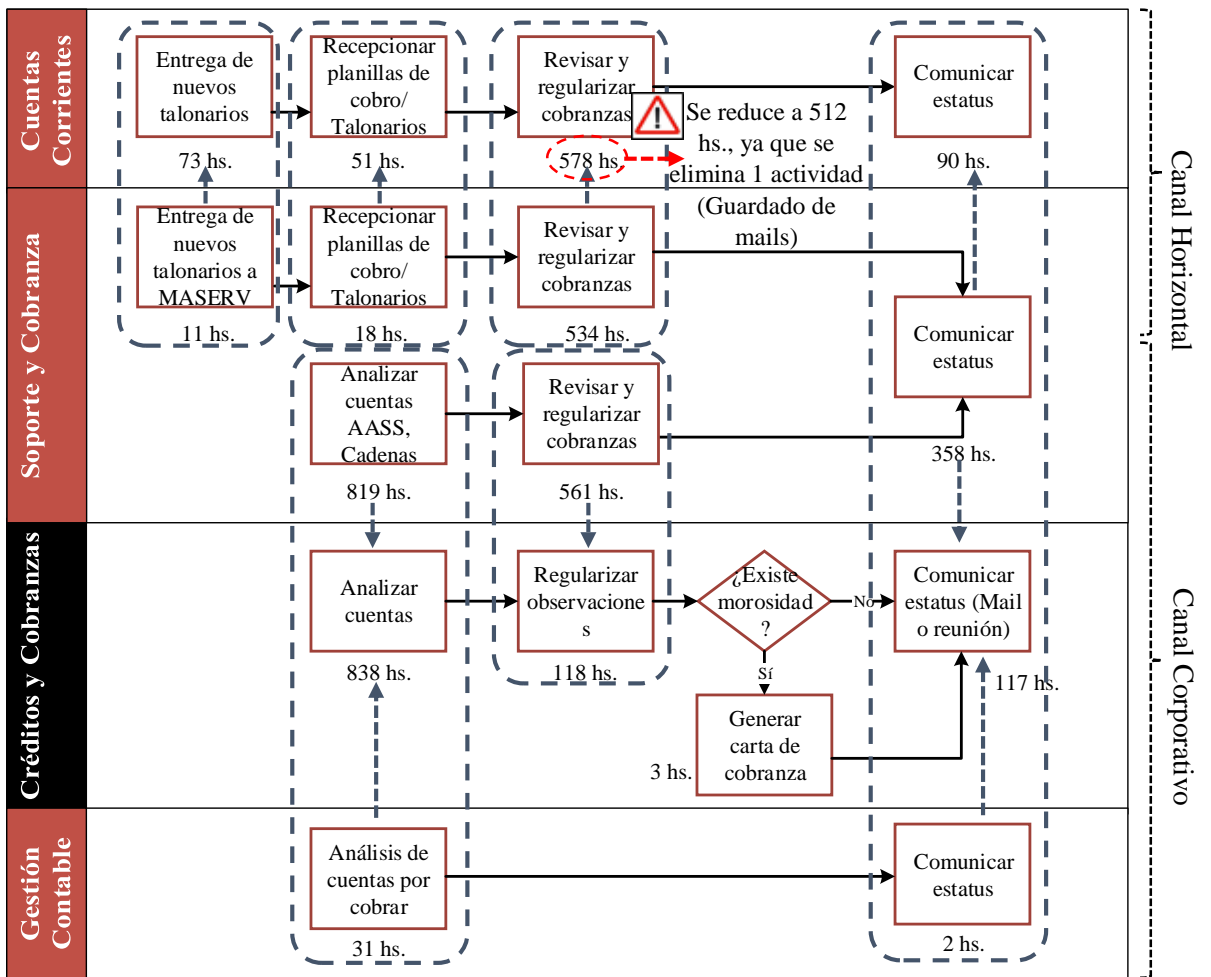 Cuentas
Corrientes
Entrega de
nuevos
talonarios
73 hs.
Recepcionar
planillas de
cobro/
Talonarios
51 hs.
Revisar y
regularizar
cobranzas
578 hs.
Se reduce a 512
hs., ya que se
elimina 1 actividad
(Guardado de
mails)
Comunicar
estatus
90 hs.
Soporte y Cobranza
Entrega de
nuevos
talonarios a
MASERV
11 hs.
Recepcionar
planillas de
cobro/
Talonarios
18 hs.
Revisar y
regularizar
cobranzas
534 hs.
Comunicar
estatus
358 hs.
Analizar
cuentas
AASS,
Cadenas
819 hs.
Revisar y
regularizar
cobranzas
561 hs.
Créditos y Cobranzas
Analizar
cuentas
838 hs.
Regularizar
observacione
s
118 hs.
¿Existe
morosidad
?
No
Sí
Generar
carta de
cobranza
3 hs.
Comunicar
estatus (Mail
o reunión)
117 hs.
Gestión
Contable
Análisis de
cuentas por
cobrar
31 hs.
Comunicar
estatus
2 hs.
Canal Horizontal
Canal Corporativo